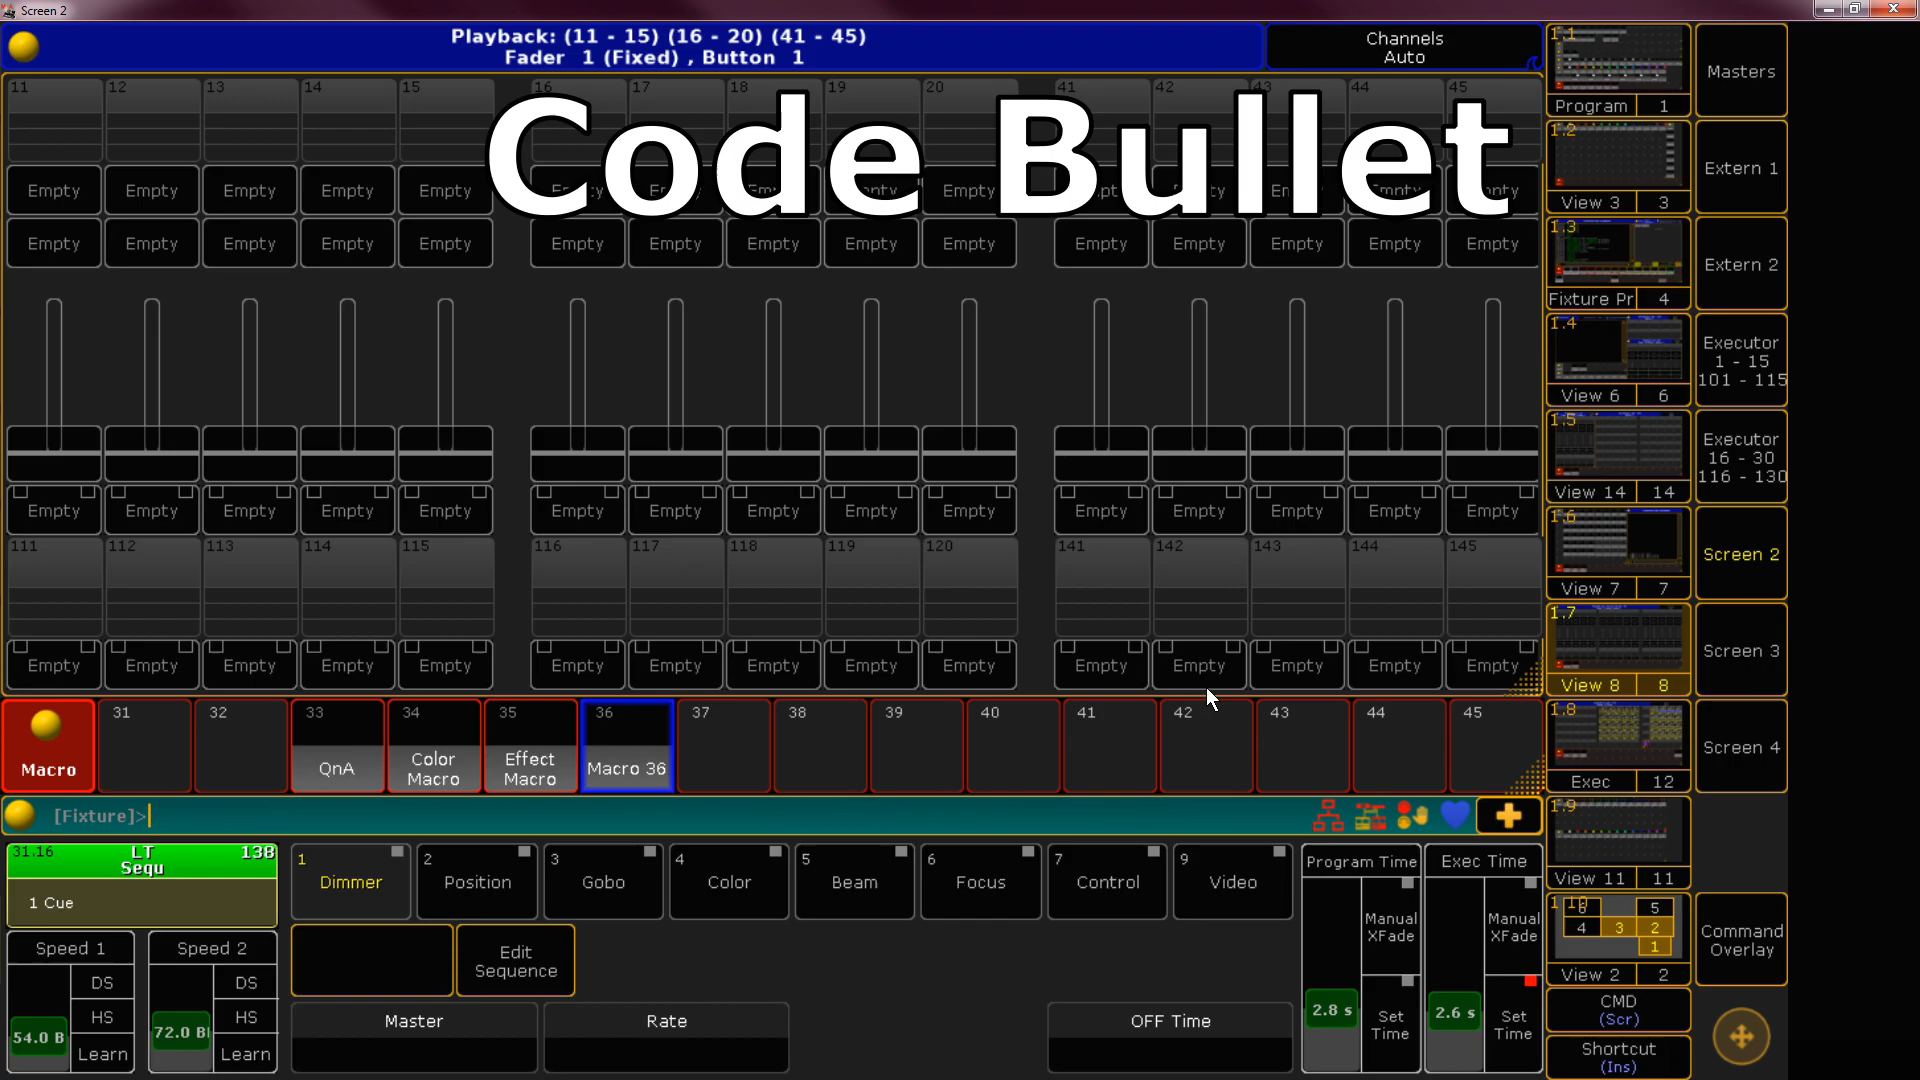 Screen 2
Playback: (11 - 15) (16 - 20) (41 - 45)
Fader 1 (Fixed) , Button 1
Channels
Auto
Code Bullet
11 12 13 14 15 16 17 18 19 20 41 42 43 44 45
Empty Empty Empty Empty Empty Empty Empty
Empty Empty Empty Empty Empty Empty Empty Empty Empty Empty Empty Empty Empty Empty Empty
Empty Empty Empty Empty Empty Empty Empty Empty Empty Empty Empty Empty Empty Empty Empty
111 112 113 114 115 116 117 118 119 120 141 142 143 144 145
Empty Empty Empty Empty Empty Empty Empty Empty Empty Empty Empty Empty Empty Empty Empty
Macro
31 32 33 34 35 36 37 38 39 40 41 42 43 44 45
QnA
Color
Macro
Effect
Macro
Macro 36
[Fixture]>
31.16
LT
Sequ
138
1 Cue
Speed 1
DS
HS
Learn
54.0 B
Speed 2
DS
HS
Learn
72.0 B
1 Dimmer
2 Position
3 Gobo
4 Color
5 Beam
6 Focus
7 Control
9 Video
Edit
Sequence
Master
Rate
OFF Time
Program Time
Manual
XFade
2.8 s
Set
Time
Exec Time
Manual
XFade
2.6 s
Set
Time
1.1
Program 1
1.2
View 3 3
1.3
Fixture Pr 4
1.4
View 6 6
1.5
View 14 14
1.6
View 7 7
1.7
View 8 8
1.8
Exec 12
1.9
View 11 11
1.10
5
4 3 2
1
View 2 2
CMD
(Scr)
Shortcut
(Ins)
Masters
Extern 1
Extern 2
Executor
1 - 15
101 - 115
Executor
16 - 30
116 - 130
Screen 2
Screen 3
Screen 4
Command
Overlay